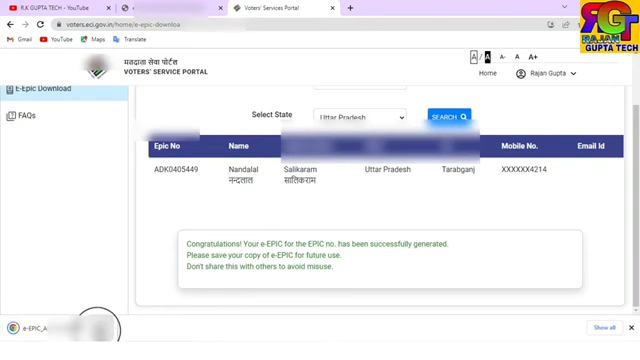 R.K GUPTA TECH - YouTube
Voters' Services Portal
voters.eci.gov.in/home/e-epic-downloa
Gmail YouTube Maps Translate
RGT
RAJAN
GUPTA TECH
मतदाता सेवा पोर्टल
VOTERS' SERVICE PORTAL
A / A A- A A+
Home Rajan Gupta
E-Epic Download
FAQs
Select State Uttar Pradesh SEARCH
Epic No Name Mobile No. Email Id
ADK0405449 Nandalal Salikaram Uttar Pradesh Tarabganj XXXXXX4214
नन्दलाल सालिकराम
Congratulations! Your e-EPIC for the EPIC no. has been successfully generated.
Please save your copy of e-EPIC for future use.
Don't share this with others to avoid misuse.
e-EPIC_A
Show all